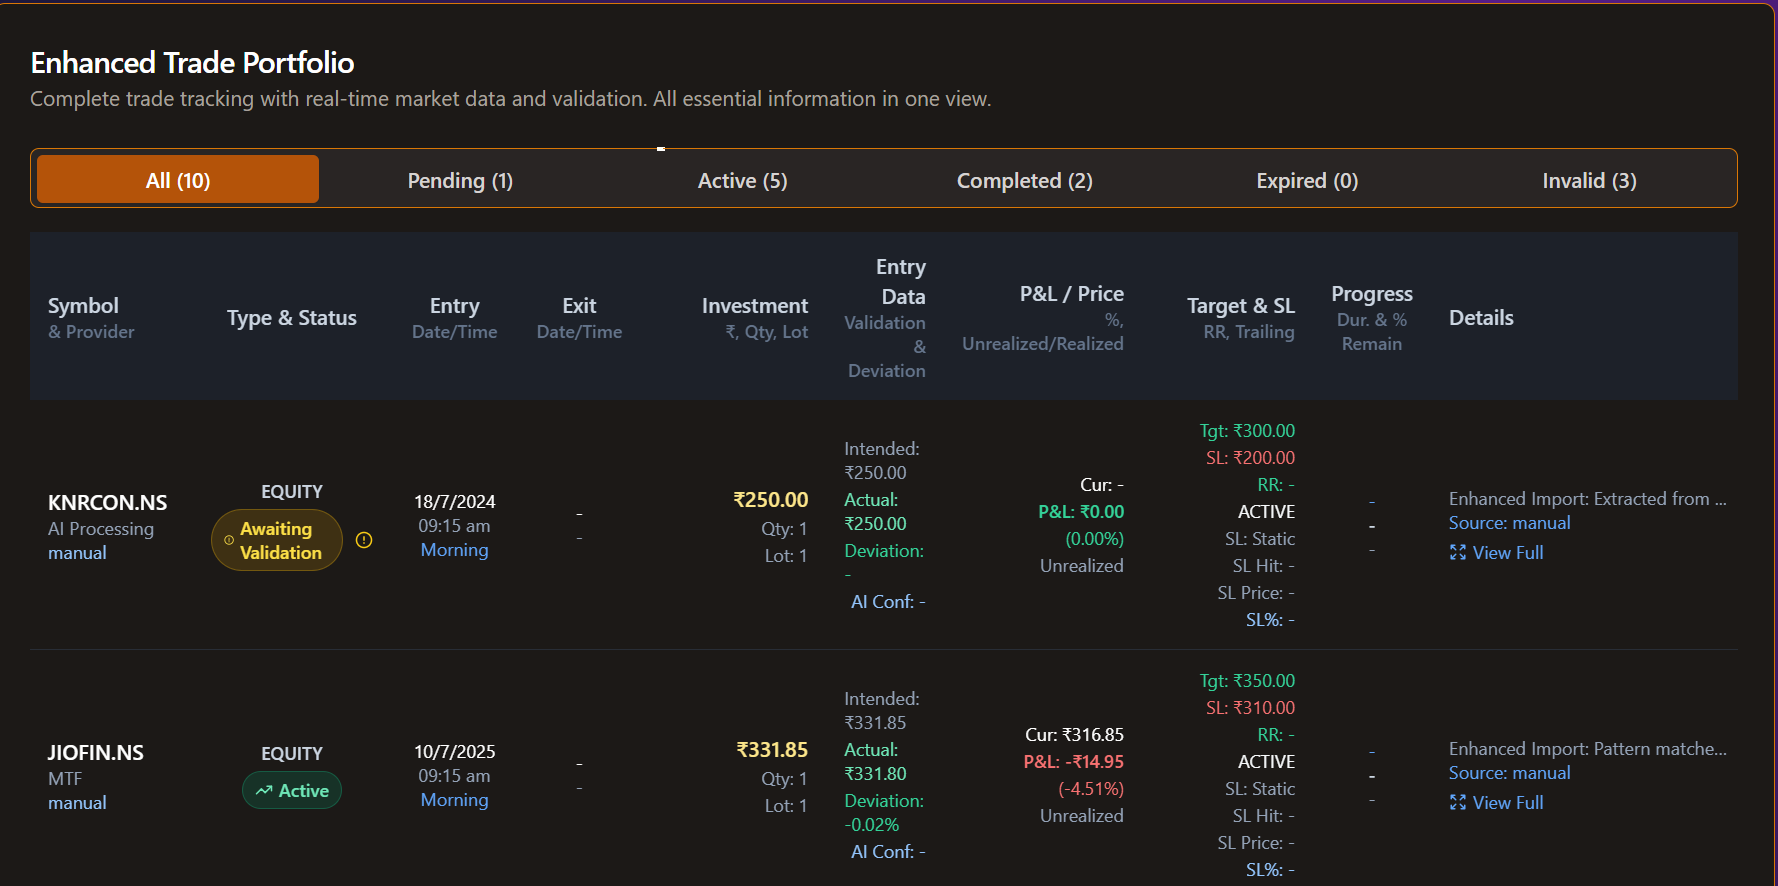 Enhanced Trade Portfolio
Complete trade tracking with real-time market data and validation. All essential information in one view.
All (10)
Pending (1)
Active (5)
Completed (2)
Expired (0)
Invalid (3)
Symbol
& Provider
Type & Status
Entry
Date/Time
Exit
Date/Time
Investment
₹, Qty, Lot
Entry
Data
Validation
&
Deviation
P&L / Price
%,
Unrealized/Realized
Target & SL
RR, Trailing
Progress
Dur. & %
Remain
Details
KNRCON.NS
AI Processing
manual
EQUITY
Awaiting
Validation
18/7/2024
09:15 am
Morning
-
-
₹250.00
Qty: 1
Lot: 1
Intended:
₹250.00
Actual:
₹250.00
Deviation:
-
AI Conf: -
Cur: -
P&L: ₹0.00
(0.00%)
Unrealized
Tgt: ₹300.00
SL: ₹200.00
RR: -
ACTIVE
SL: Static
SL Hit: -
SL Price: -
SL%: -
-
-
-
Enhanced Import: Extracted from ...
Source: manual
View Full
JIOFIN.NS
MTF
manual
EQUITY
Active
10/7/2025
09:15 am
Morning
-
-
₹331.85
Qty: 1
Lot: 1
Intended:
₹331.85
Actual:
₹331.80
Deviation:
-0.02%
AI Conf: -
Cur: ₹316.85
P&L: -₹14.95
(-4.51%)
Unrealized
Tgt: ₹350.00
SL: ₹310.00
RR: -
ACTIVE
SL: Static
SL Hit: -
SL Price: -
SL%: -
-
-
-
Enhanced Import: Pattern matche...
Source: manual
View Full